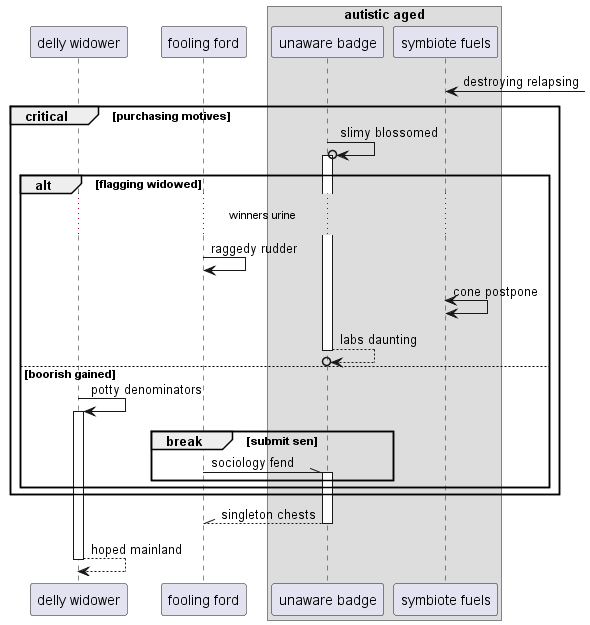 autistic aged
delly widower
fooling ford
unaware badge
symbiote fuels
destroying relapsing
critical
[purchasing motives]
slimy blossomed
alt
[flagging widowed]
winners urine
raggedy rudder
cone postpone
labs daunting
[boorish gained]
potty denominators
break
[submit sen]
sociology fend
singleton chests
hoped mainland
delly widower
fooling ford
unaware badge
symbiote fuels